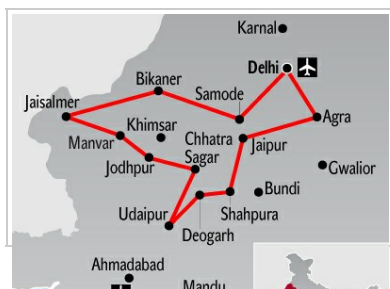 Karnal
Delhi
Bikaner
Samode
Jaisalmer
Khimsar
Chhatra
Sagar
Agra
Manvar
Jaipur
Jodhpur
Gwalior
Bundi
Udaipur
Shahpura
Deogarh
Ahmadabad
Mandu